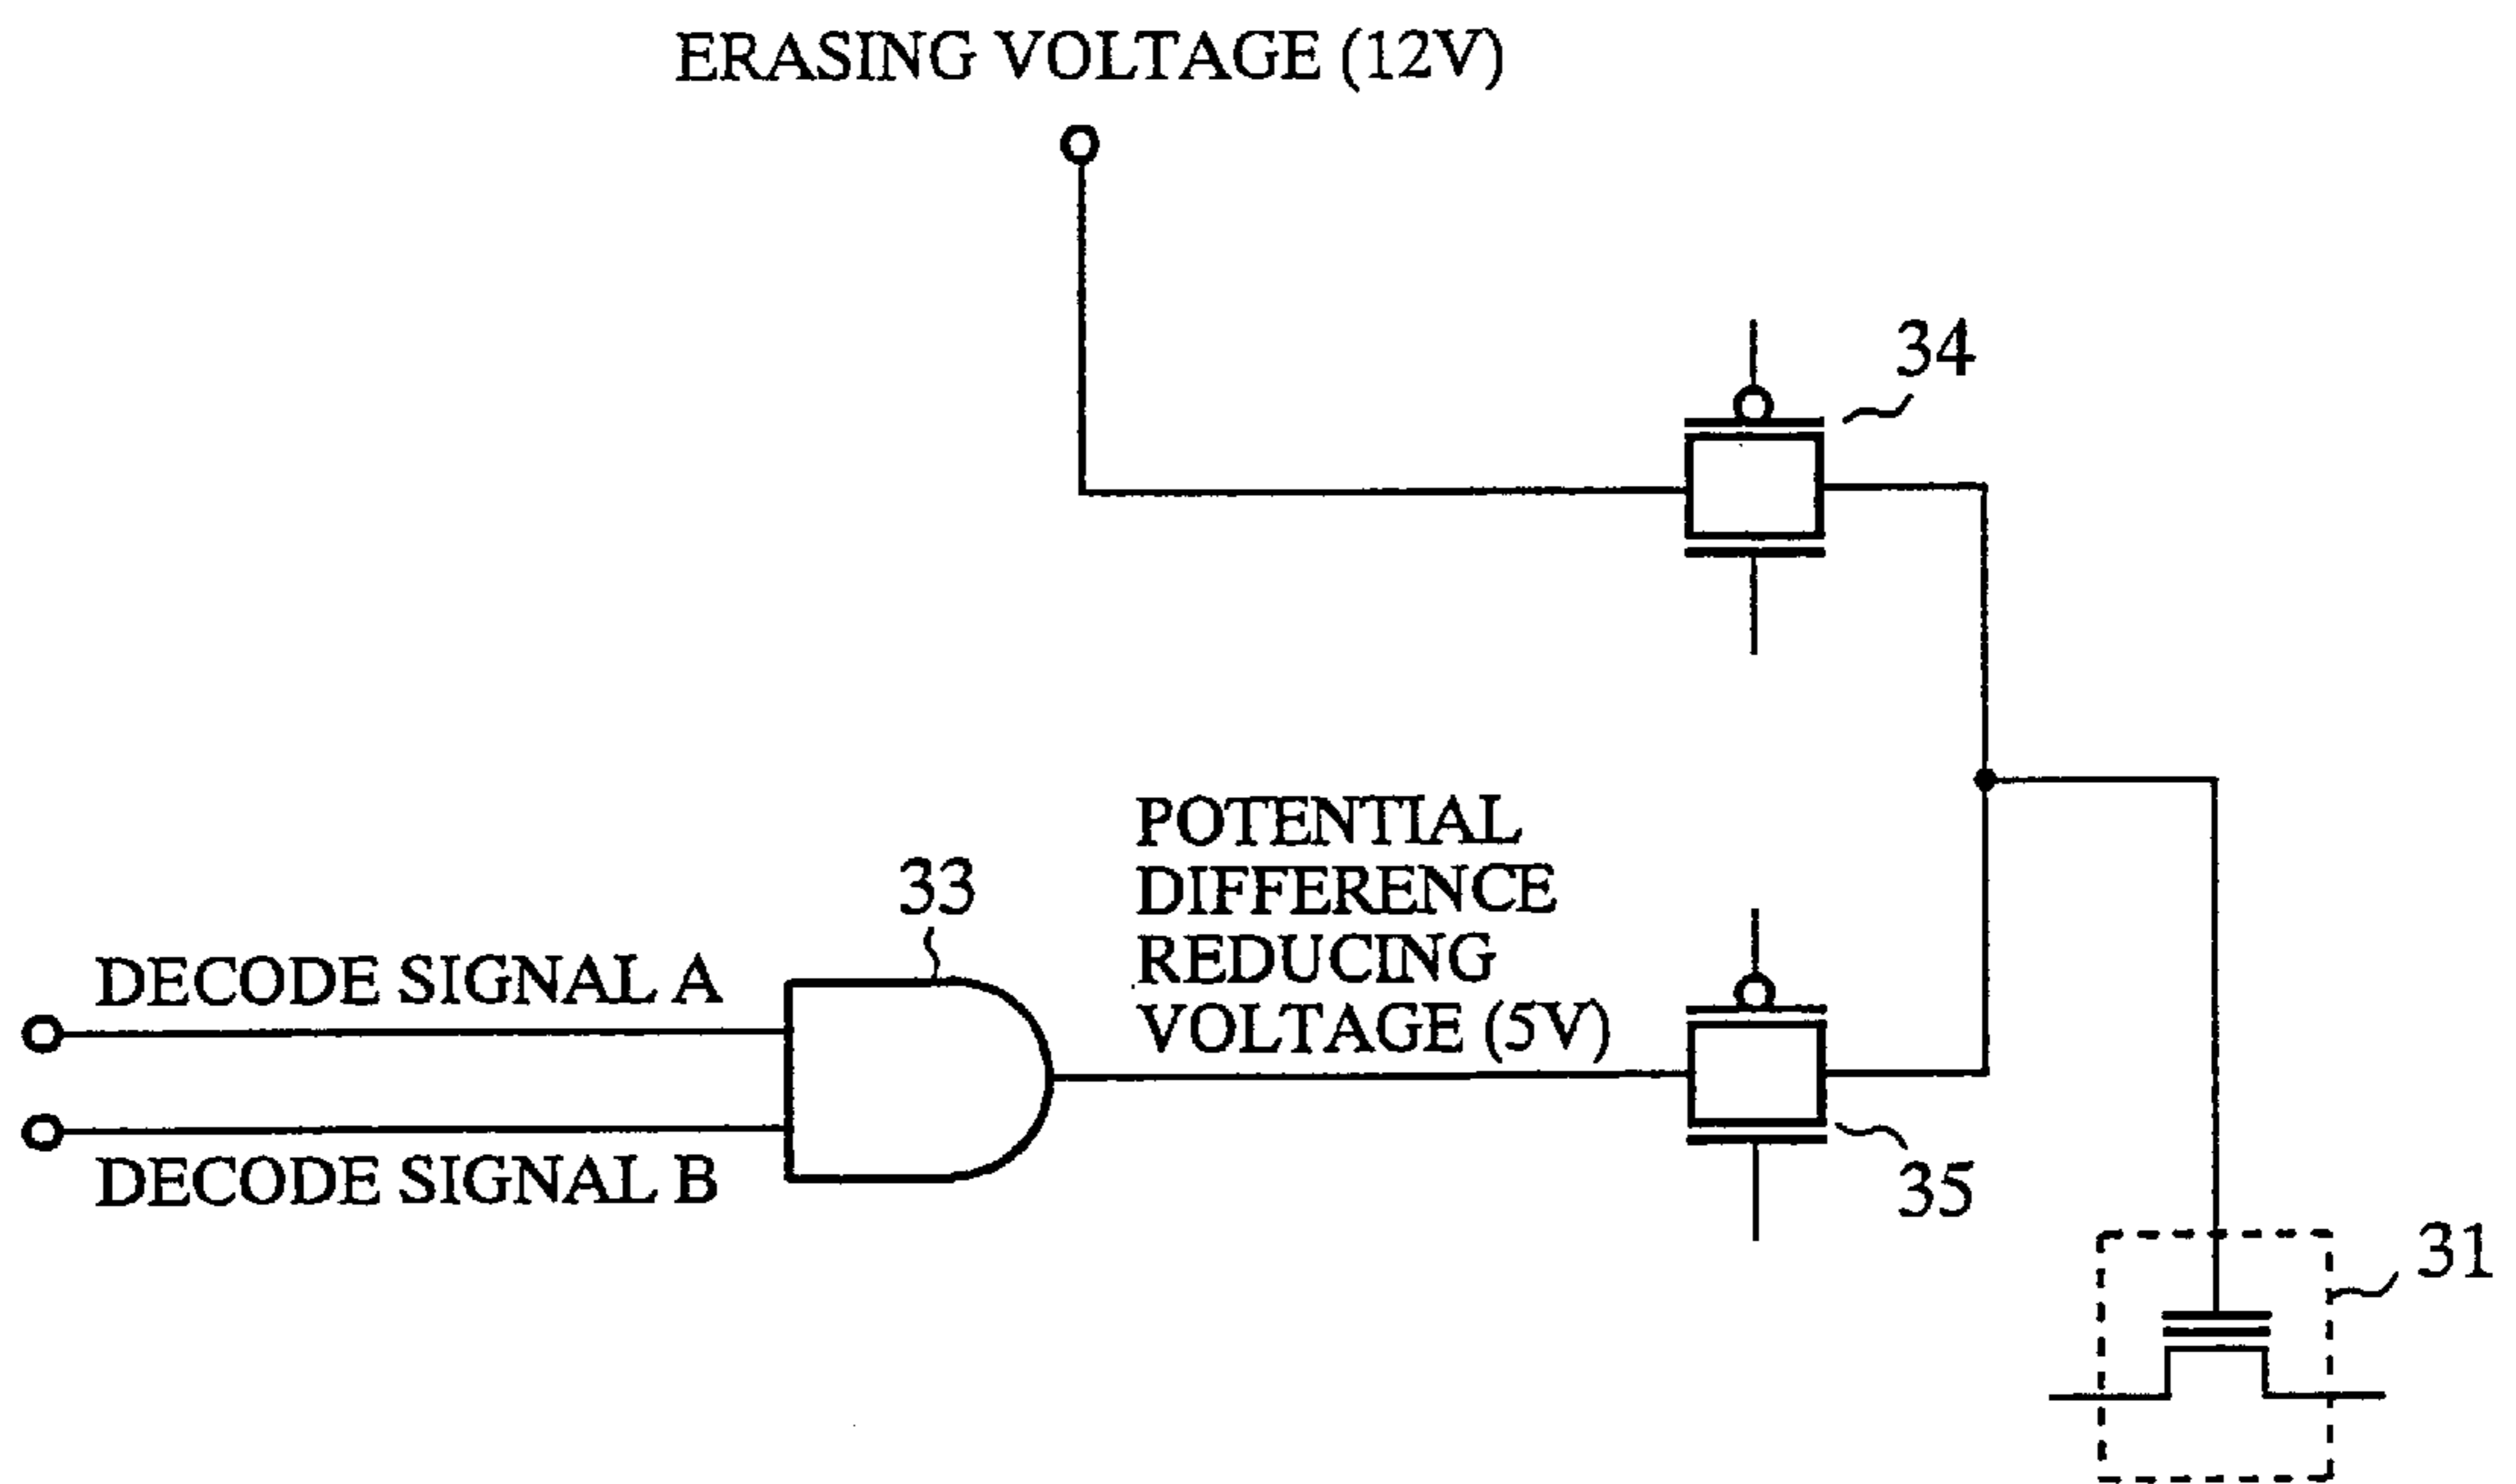 ERASING VOLTAGE (12V)
34
POTENTIAL
DIFFERENCE
REDUCING
VOLTAGE (5V)
33
DECODE SIGNAL A
DECODE SIGNAL B
35
31